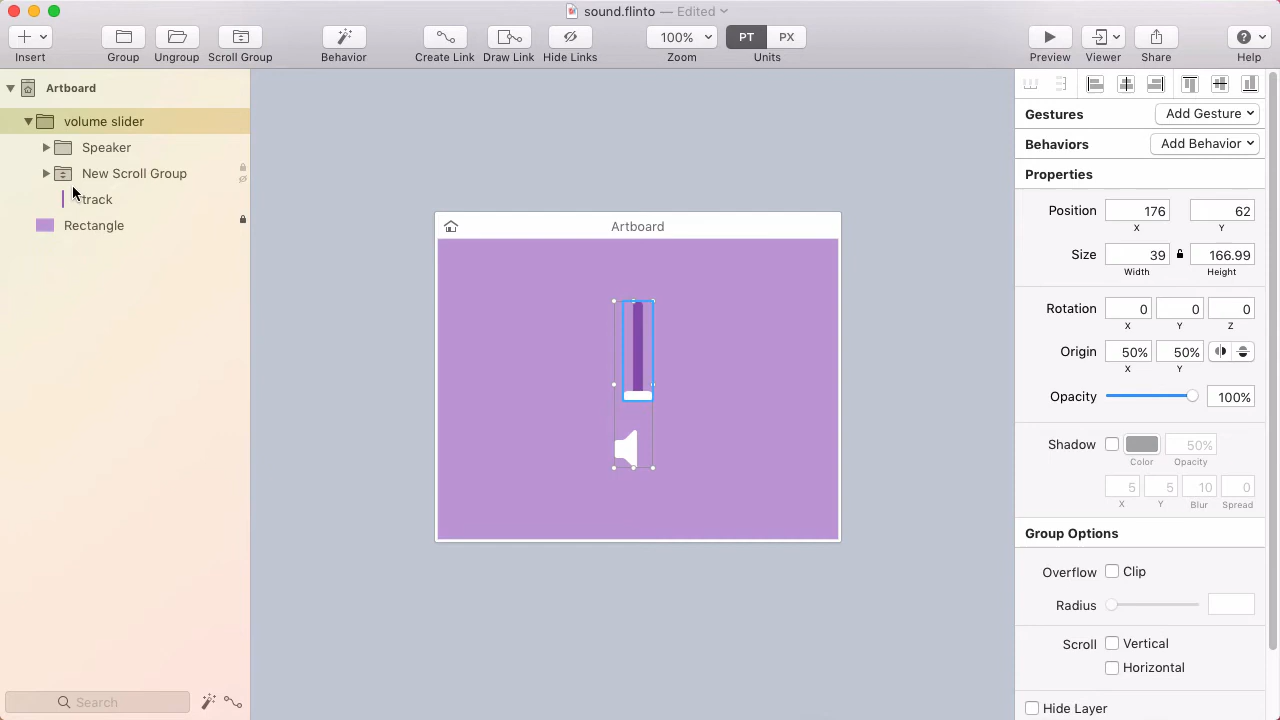 sound.flinto — Edited
Insert
Group
Ungroup
Scroll Group
Behavior
Create Link
Draw Link
Hide Links
100%
Zoom
PT
PX
Units
Preview
Viewer
Share
Help
Artboard
volume slider
Speaker
New Scroll Group
track
Rectangle
Search
Artboard
Gestures
Add Gesture
Behaviors
Add Behavior
Properties
Position
176
62
X
Y
Size
39
166.99
Width
Height
Rotation
0
0
0
X
Y
Z
Origin
50%
50%
X
Y
Opacity
100%
Shadow
50%
Color
Opacity
5
5
10
0
X
Y
Blur
Spread
Group Options
Overflow
Clip
Radius
Scroll
Vertical
Horizontal
Hide Layer